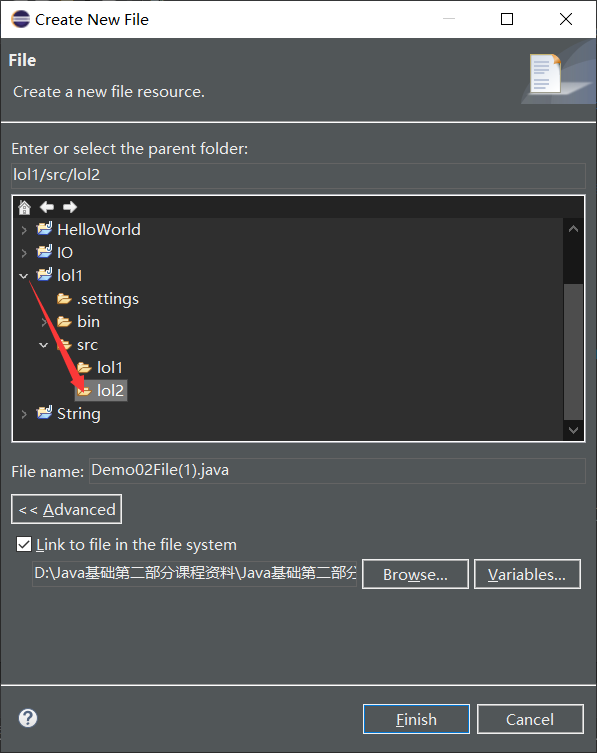 Create New File
File
Create a new file resource.
Enter or select the parent folder:
lol1/src/lol2
HelloWorld
IO
lol1
.settings
bin
src
lol1
lol2
String
File name: Demo02File(1).java
<< Advanced
Link to file in the file system
D:\Java基础第二部分课程资料\Java基础第二部分 Browse... Variables...
Finish Cancel